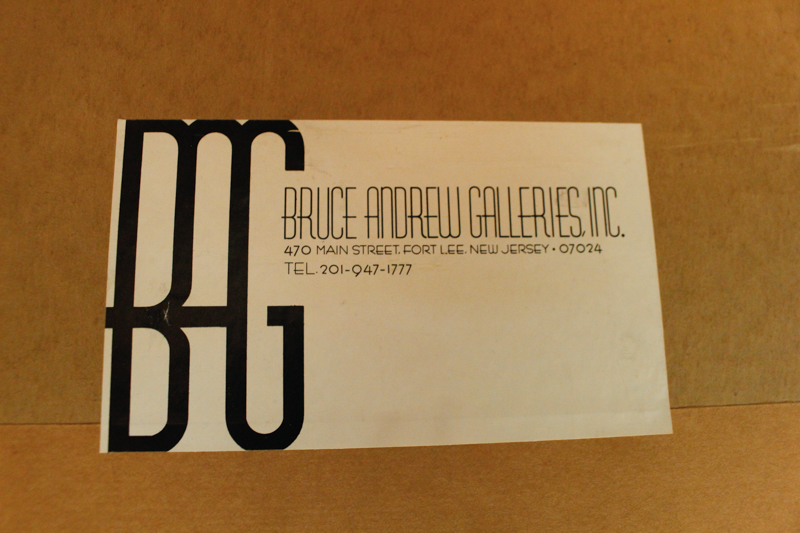 BAG
BRUCE ANDREW GALLERIES, INC.
470 MAIN STREET. FORT LEE. NEW JERSEY • 07024
TEL. 201-947-1777